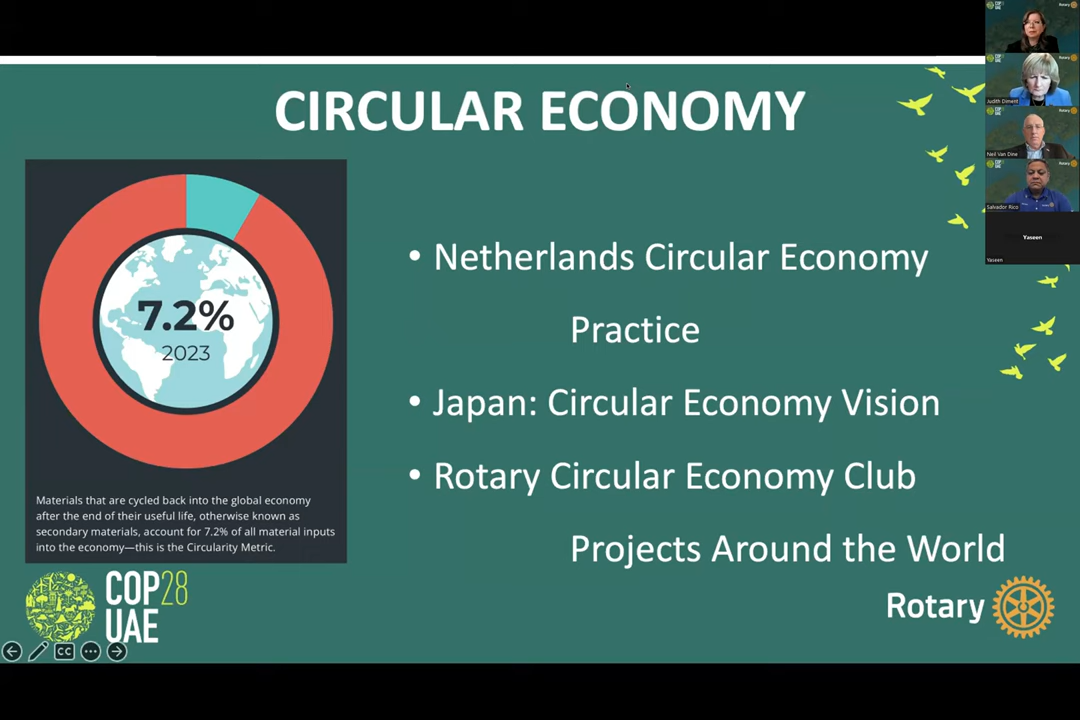 CIRCULAR ECONOMY
7.2%
2023
Materials that are cycled back into the global economy
after the end of their useful life, otherwise known as
secondary materials, account for 7.2% of all material inputs
into the economy—this is the Circularity Metric.
• Netherlands Circular Economy
Practice
• Japan: Circular Economy Vision
• Rotary Circular Economy Club
Projects Around the World
COP28
UAE
Rotary
CC
Judith Diment
Neil Van Dine
Salvador Rico
Yaseen
Yaseen